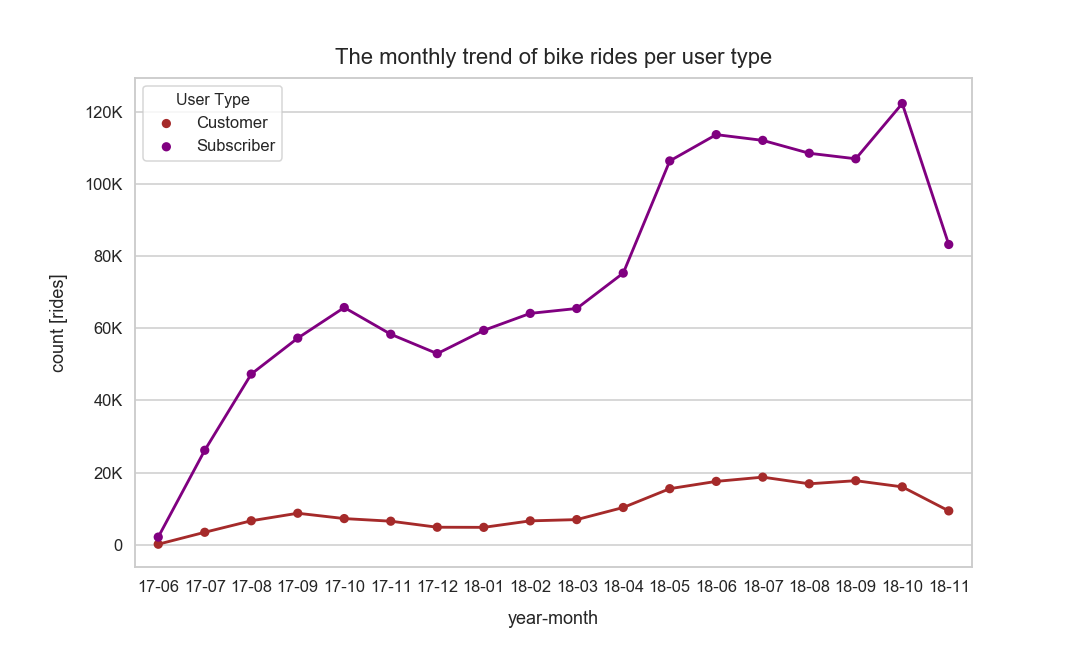 The monthly trend of bike rides per user type
User Type
Customer
Subscriber
120K
100K
80K
60K
40K
20K
0
count [rides]
17-06 17-07 17-08 17-09 17-10 17-11 17-12 18-01 18-02 18-03 18-04 18-05 18-06 18-07 18-08 18-09 18-10 18-11
year-month